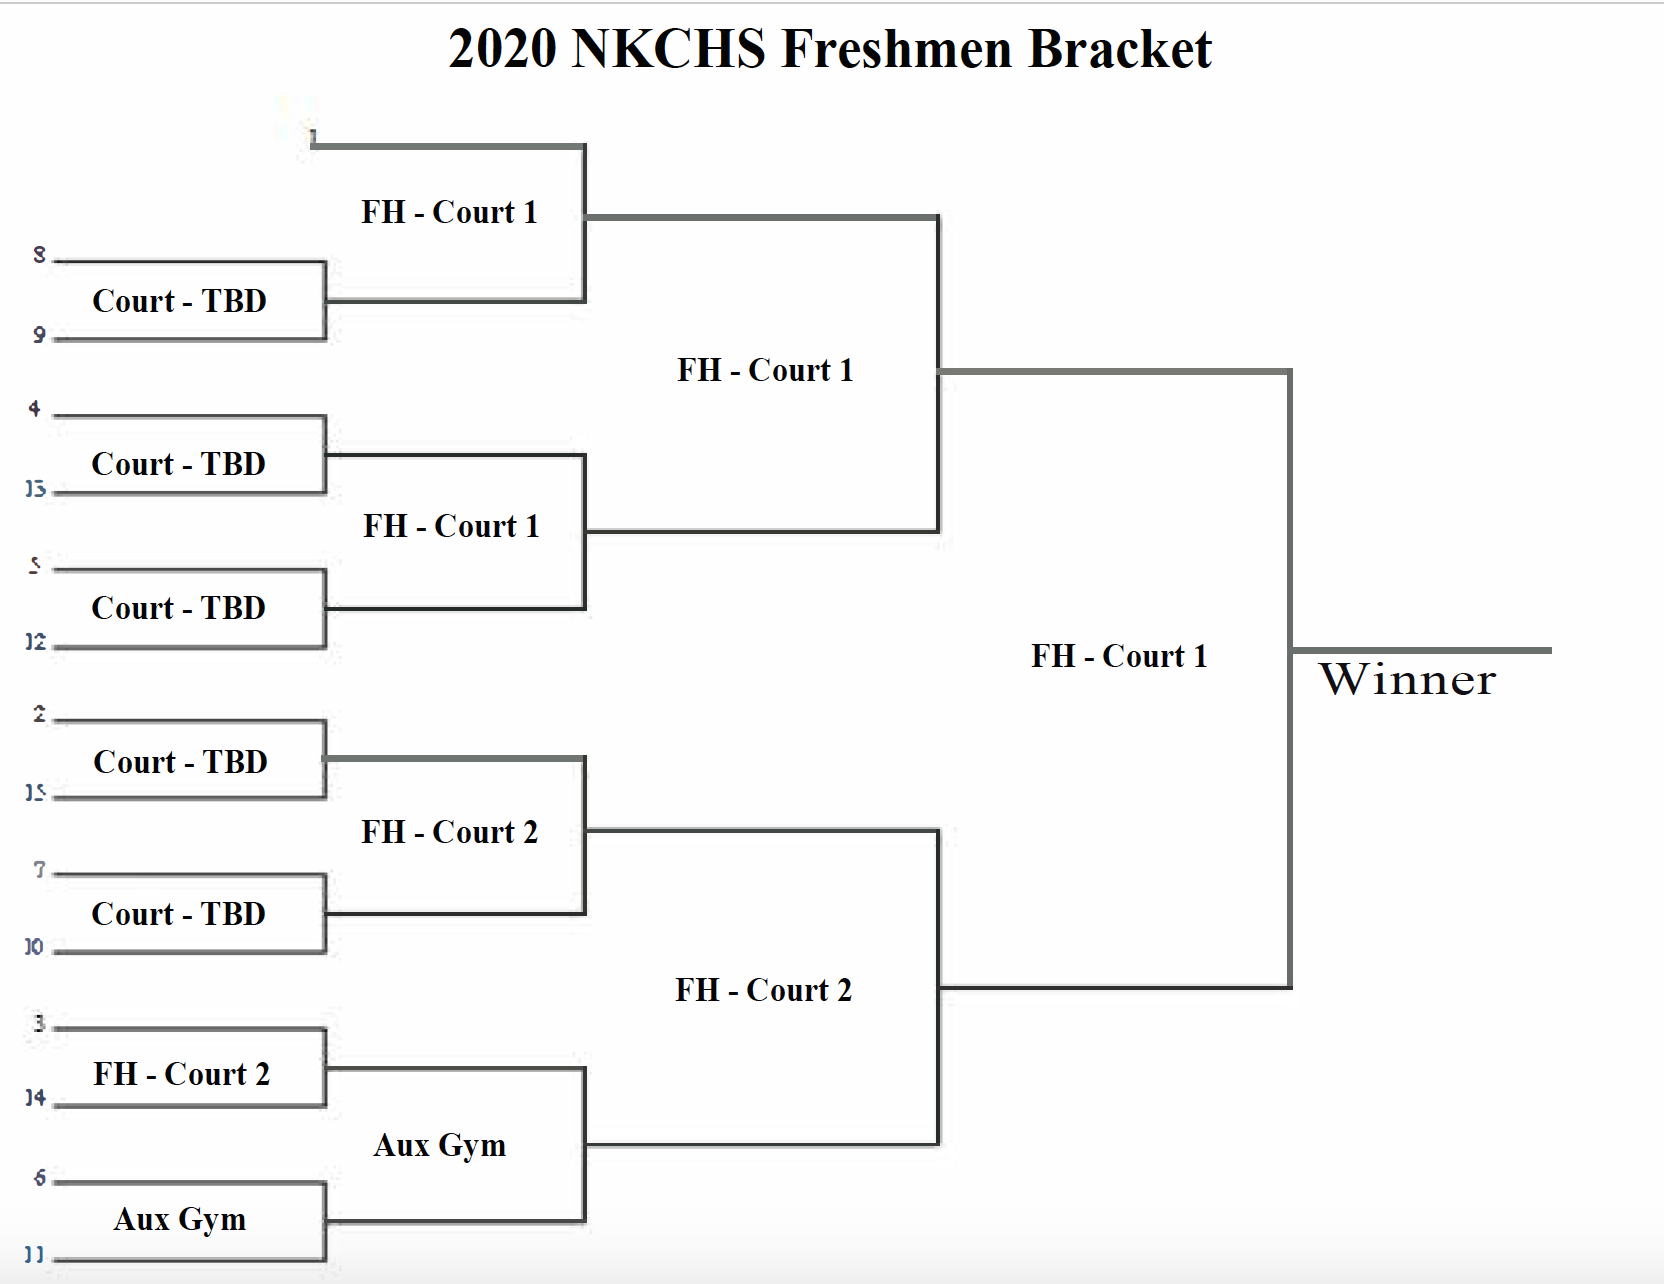 2020 NKCHS Freshmen Bracket
1
FH - Court 1
8
Court - TBD
9
FH - Court 1
4
Court - TBD
13
FH - Court 1
5
Court - TBD
12
FH - Court 1
Winner
2
Court - TBD
15
FH - Court 2
7
Court - TBD
10
FH - Court 2
3
FH - Court 2
14
Aux Gym
6
Aux Gym
11